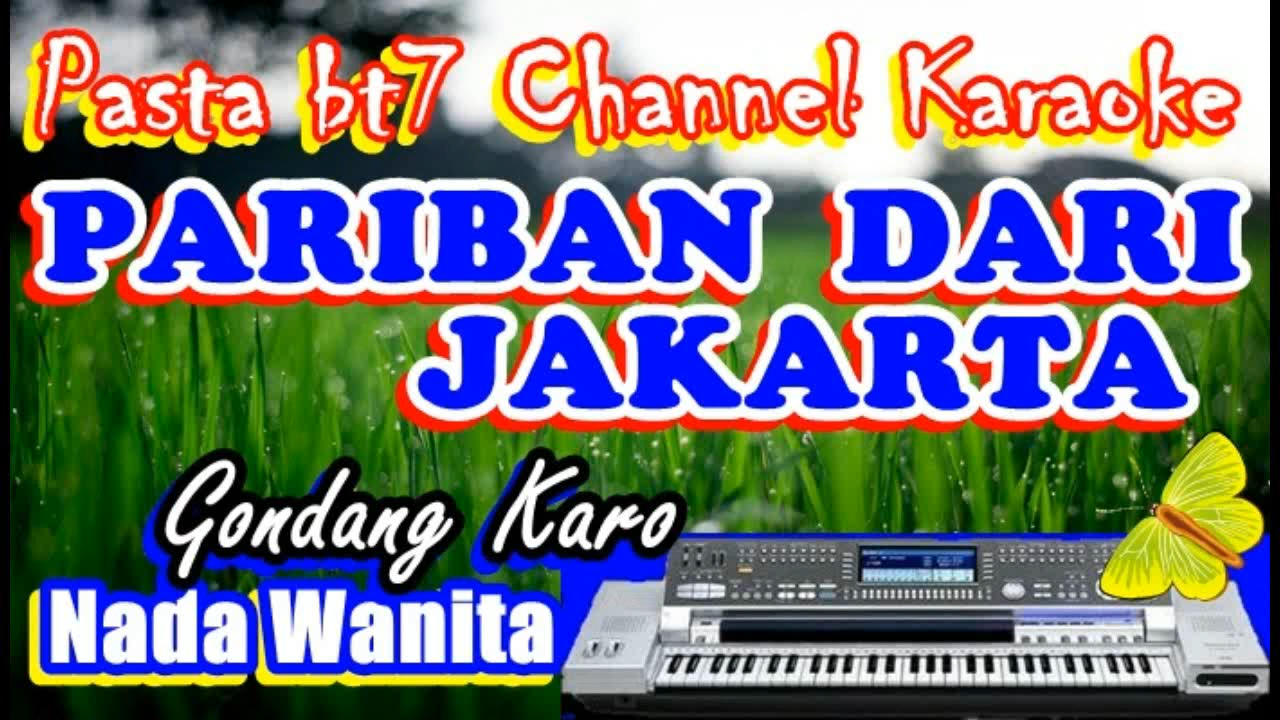 Pasta bt7 Channel Karaoke
PARIBAN DARI
JAKARTA
Gondang Karo
Nada Wanita